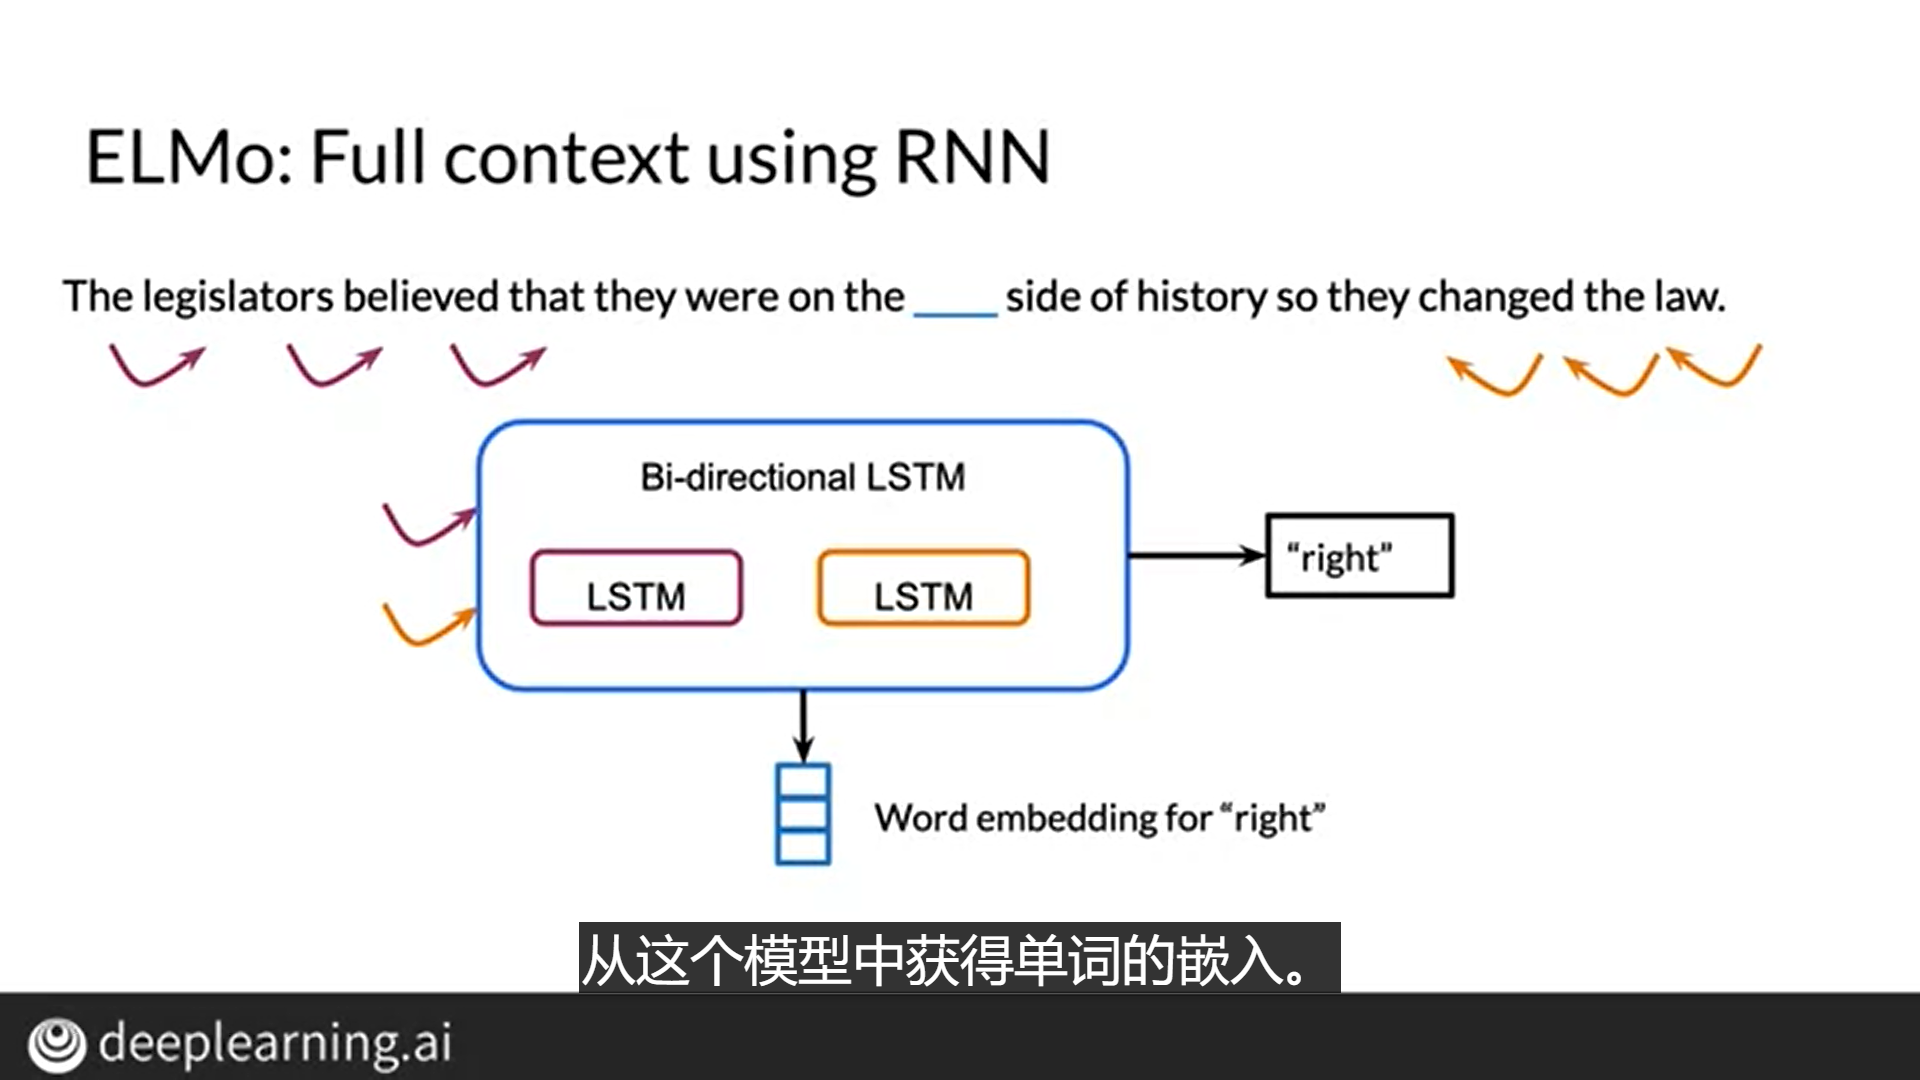 ELMo: Full context using RNN
The legislators believed that they were on the ____ side of history so they changed the law.
Bi-directional LSTM
LSTM
LSTM
“right”
Word embedding for “right”
从这个模型中获得单词的嵌入。
deeplearning.ai